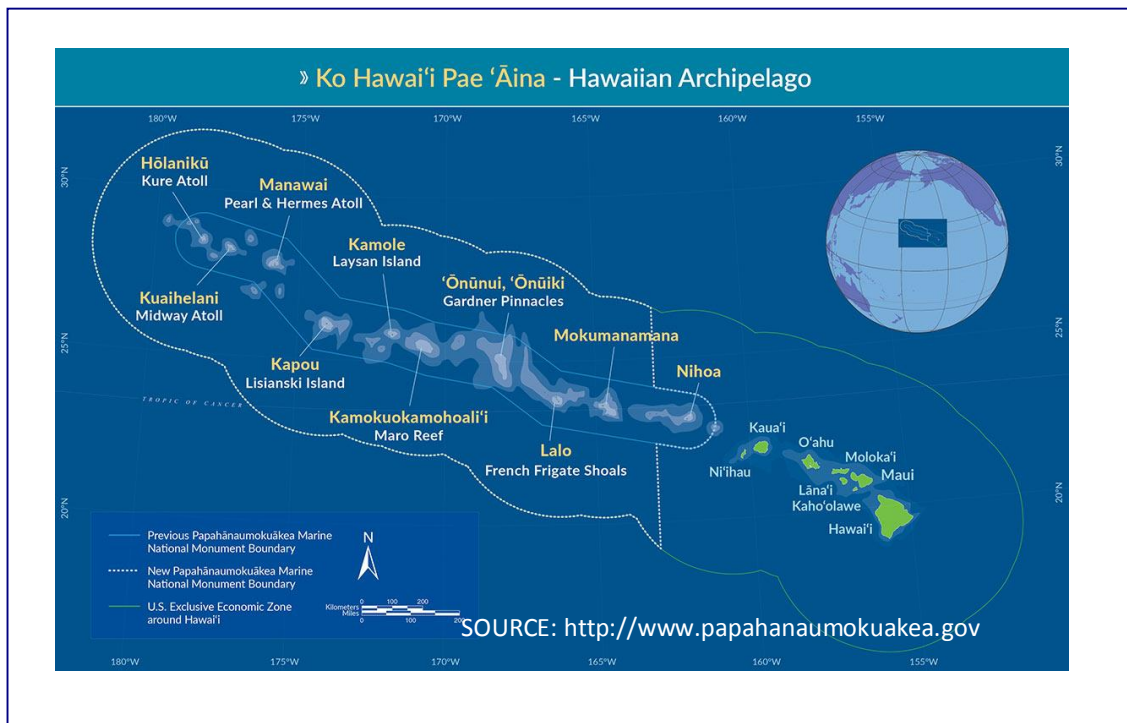 » Ko Hawaiʻi Pae ʻĀina - Hawaiian Archipelago
180°W 175°W 170°W 165°W 160°W 155°W
30°N
30°N
Hōlanikū
Kure Atoll
Manawai
Pearl & Hermes Atoll
Kamole
Laysan Island
ʻŌnūnui, ʻŌnūiki
Gardner Pinnacles
Kuaihelani
Midway Atoll
25°N
25°N
Mokumanamana
Kapou
Lisianski Island
Nihoa
TROPIC OF CANCER
Kamokuokamohoaliʻi
Maro Reef
Lalo
French Frigate Shoals
Kauaʻi
Niʻihau
Oʻahu
Molokaʻi
Maui
Lānaʻi
Kahoʻolawe
Hawaiʻi
20°N
20°N
Previous Papahānaumokuākea Marine
National Monument Boundary
New Papahānaumokuākea Marine
National Monument Boundary
U.S. Exclusive Economic Zone
around Hawaiʻi
N
0 100 200
Kilometers
Miles
0 100 200
SOURCE: http://www.papahanaumokuakea.gov
180°W 175°W 170°W 165°W 160°W 155°W